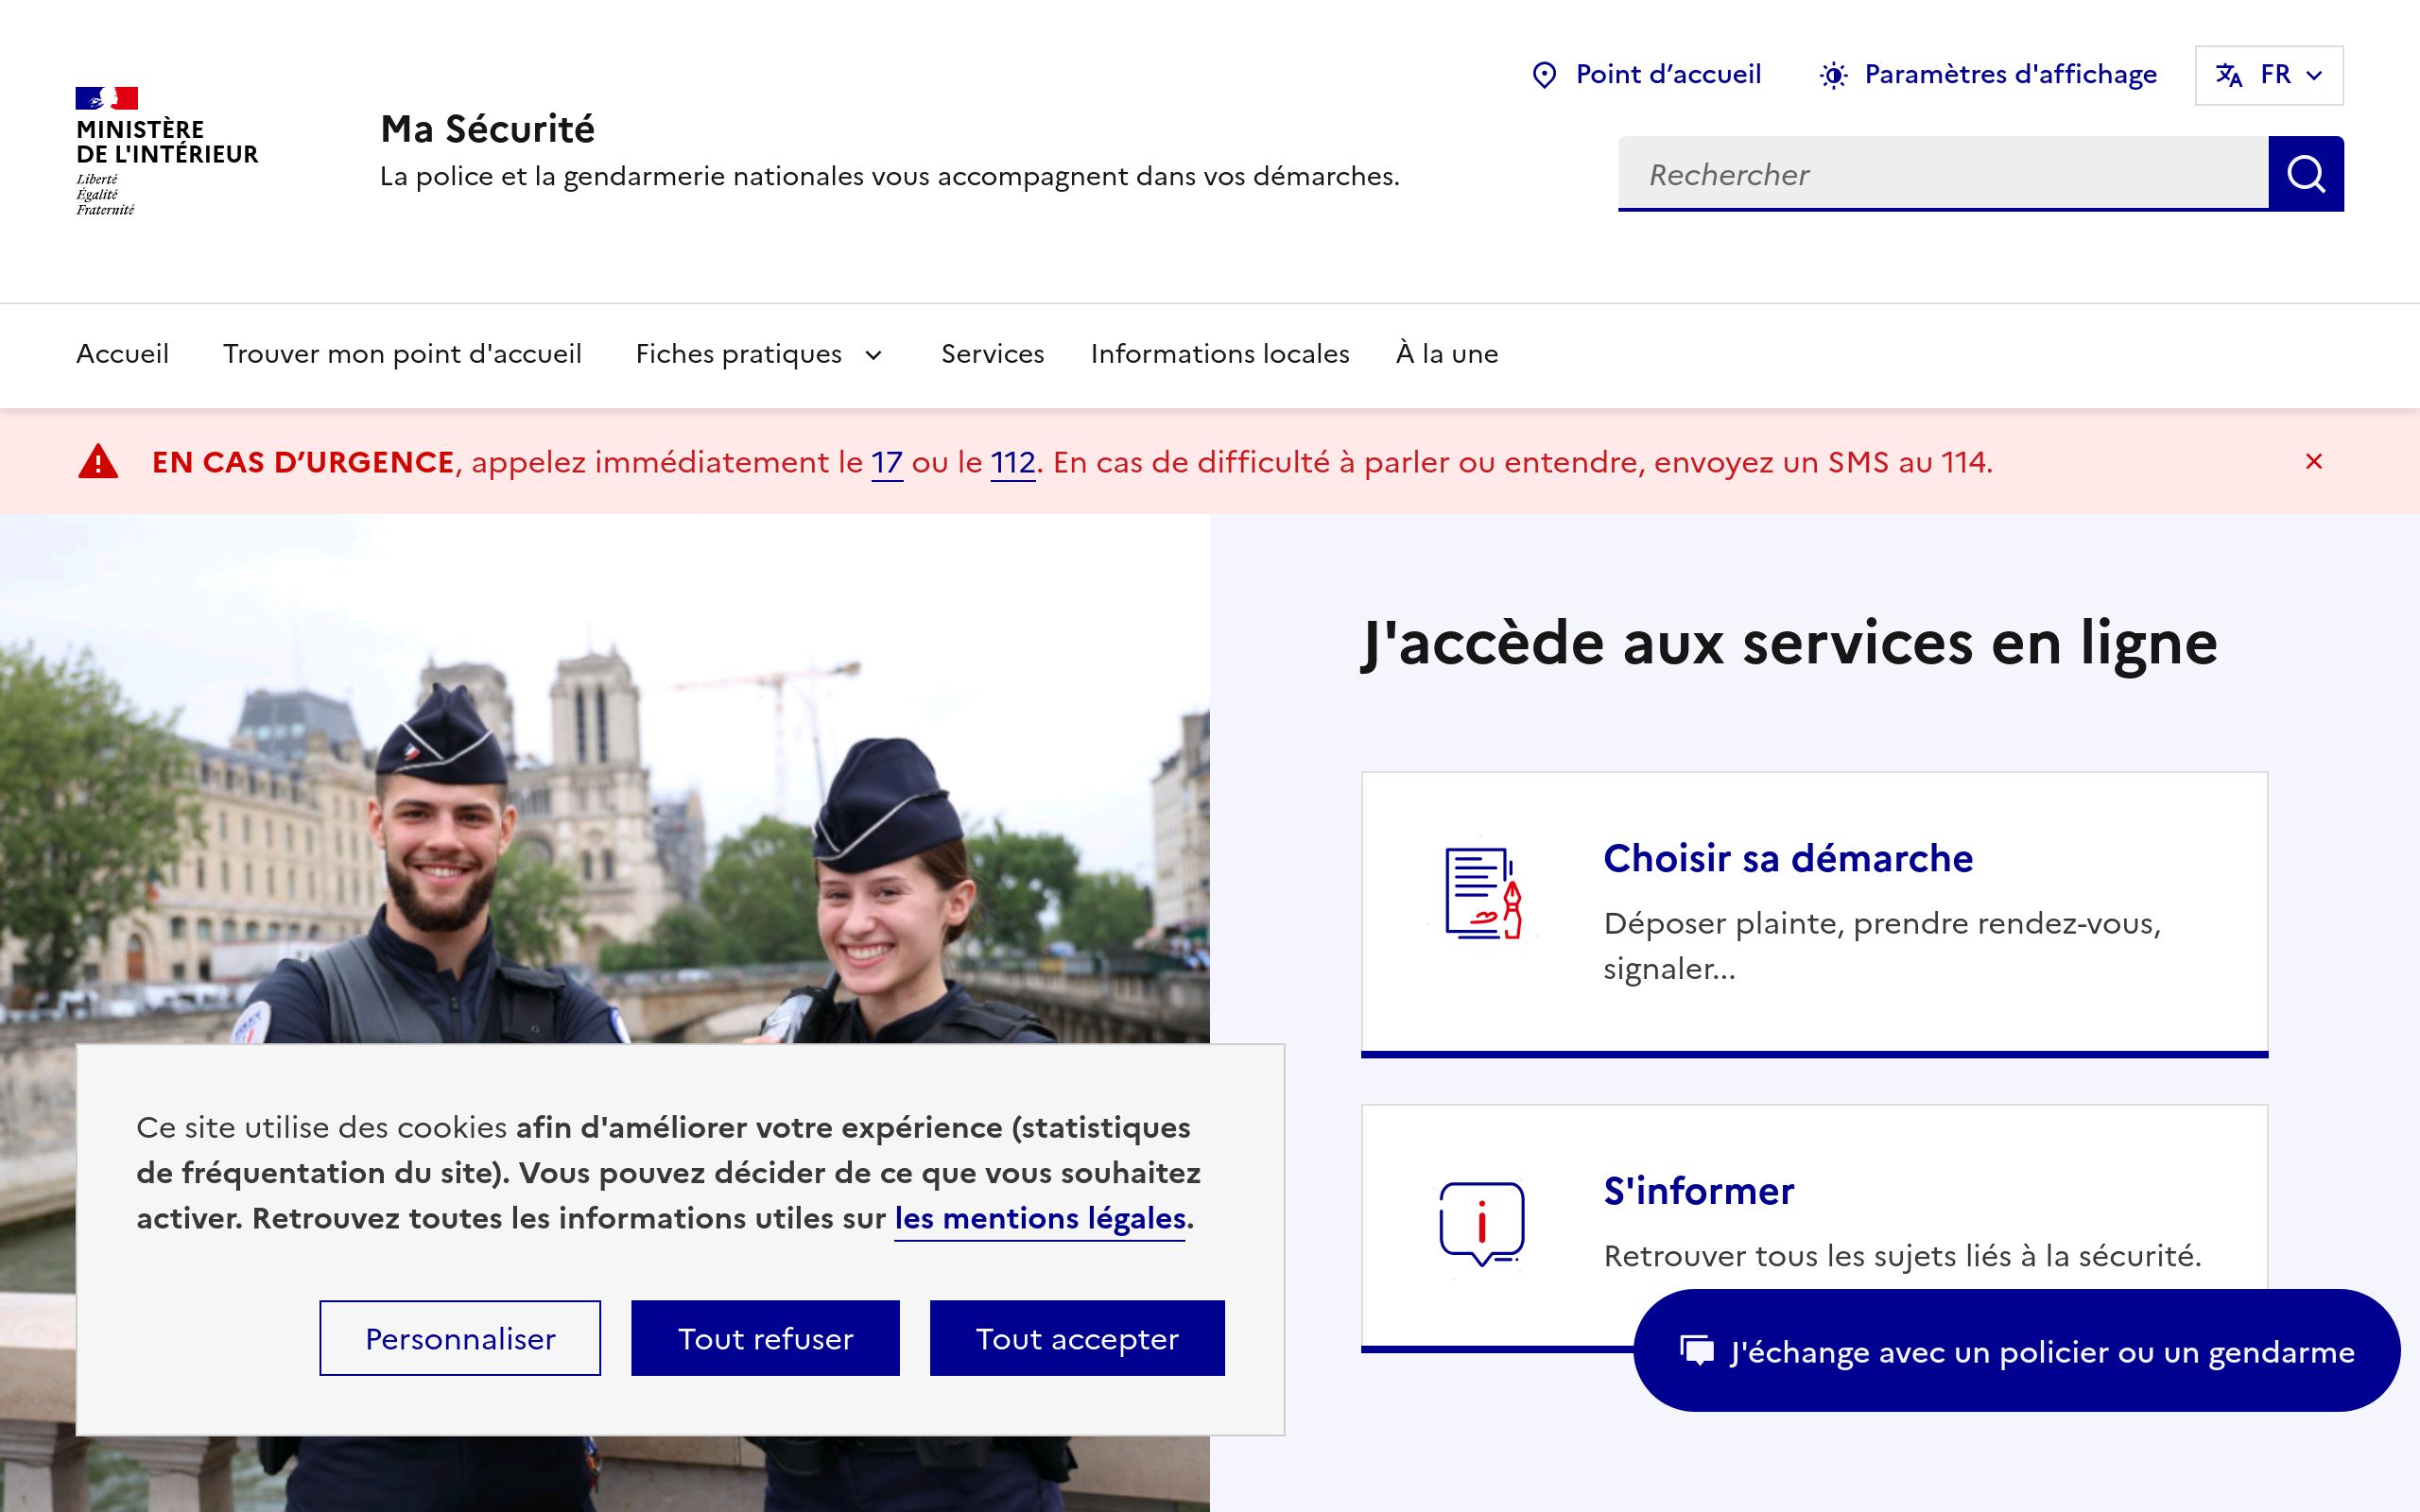 Point d’accueil
Paramètres d'affichage
FR
MINISTÈRE
DE L'INTÉRIEUR
Liberté
Égalité
Fraternité
Ma Sécurité
La police et la gendarmerie nationales vous accompagnent dans vos démarches.
Rechercher
Accueil
Trouver mon point d'accueil
Fiches pratiques
Services
Informations locales
À la une
EN CAS D’URGENCE, appelez immédiatement le 17 ou le 112. En cas de difficulté à parler ou entendre, envoyez un SMS au 114.
J'accède aux services en ligne
Choisir sa démarche
Déposer plainte, prendre rendez-vous,
signaler...
S'informer
Retrouver tous les sujets liés à la sécurité.
Ce site utilise des cookies afin d'améliorer votre expérience (statistiques
de fréquentation du site). Vous pouvez décider de ce que vous souhaitez
activer. Retrouvez toutes les informations utiles sur les mentions légales.
Personnaliser
Tout refuser
Tout accepter
J'échange avec un policier ou un gendarme